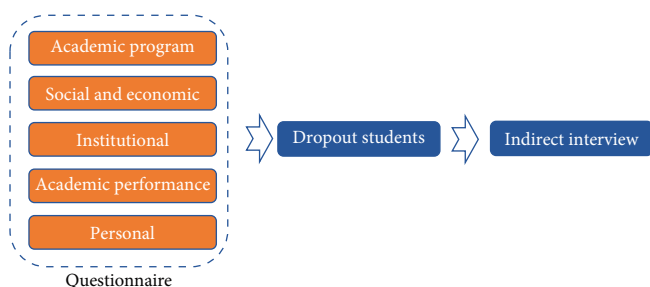 Academic program
Social and economic
Institutional
Academic performance
Personal
Questionnaire
Dropout students
Indirect interview